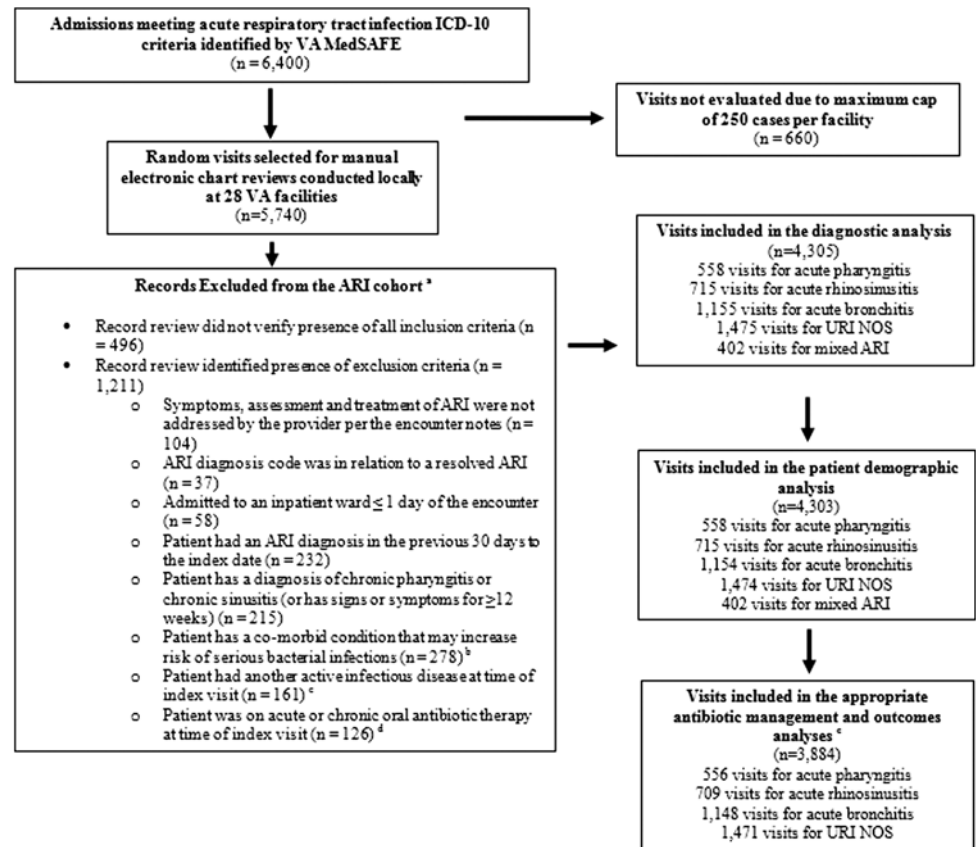 Admissions meeting acute respiratory tract infection ICD-10
criteria identified by VA MedSAFE
(n = 6,400)
Visits not evaluated due to maximum cap
of 250 cases per facility
(n = 660)
Random visits selected for manual
electronic chart reviews conducted locally
at 28 VA facilities
(n=5,740)
Records Excluded from the ARI cohort a
• Record review did not verify presence of all inclusion criteria (n
= 496)
• Record review identified presence of exclusion criteria (n =
1,211)
o Symptoms, assessment and treatment of ARI were not
addressed by the provider per the encounter notes (n =
104)
o ARI diagnosis code was in relation to a resolved ARI
(n = 37)
o Admitted to an inpatient ward ≤ 1 day of the encounter
(n = 58)
o Patient had an ARI diagnosis in the previous 30 days to
the index date (n = 232)
o Patient has a diagnosis of chronic pharyngitis or
chronic sinusitis (or has signs or symptoms for ≥12
weeks) (n = 215)
o Patient has a co-morbid condition that may increase
risk of serious bacterial infections (n = 278) b
o Patient had another active infectious disease at time of
index visit (n = 161) c
o Patient was on acute or chronic oral antibiotic therapy
at time of index visit (n = 126) d
Visits included in the diagnostic analysis
(n=4,305)
558 visits for acute pharyngitis
715 visits for acute rhinosinusitis
1,155 visits for acute bronchitis
1,475 visits for URI NOS
402 visits for mixed ARI
Visits included in the patient demographic
analysis
(n=4,303)
558 visits for acute pharyngitis
715 visits for acute rhinosinusitis
1,154 visits for acute bronchitis
1,474 visits for URI NOS
402 visits for mixed ARI
Visits included in the appropriate
antibiotic management and outcomes
analyses
(n=3,884)
556 visits for acute pharyngitis
709 visits for acute rhinosinusitis
1,148 visits for acute bronchitis
1,471 visits for URI NOS